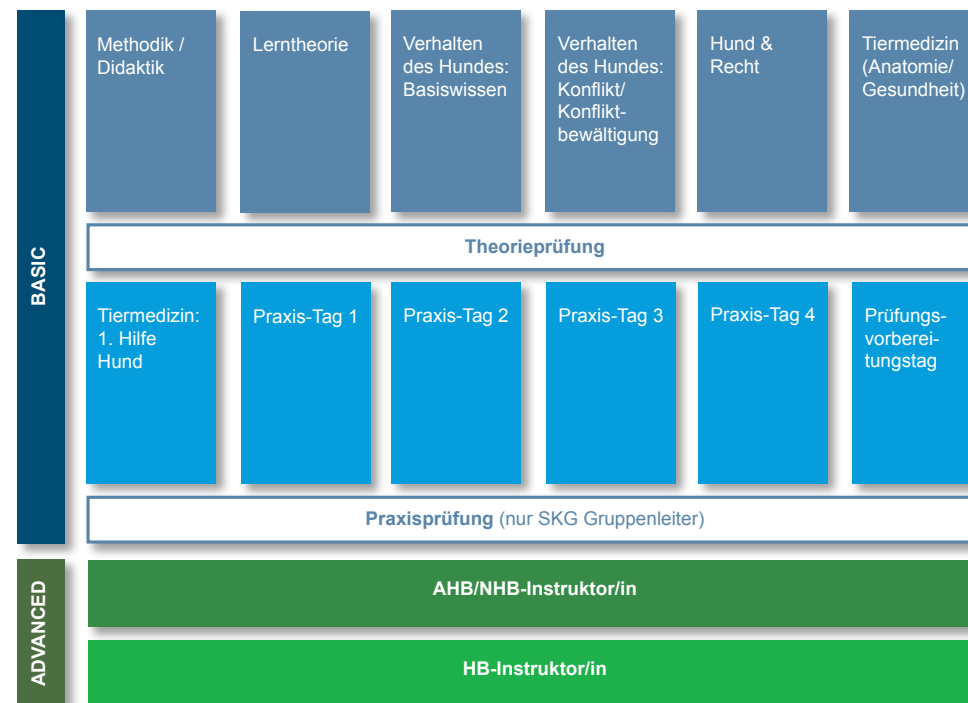 BASIC
Methodik /
Didaktik
Lerntheorie
Verhalten
des Hundes:
Basiswissen
Verhalten
des Hundes:
Konflikt/
Konflikt-
bewältigung
Hund &
Recht
Tiermedizin
(Anatomie/
Gesundheit)
Theorieprüfung
Tiermedizin:
1. Hilfe
Hund
Praxis-Tag 1
Praxis-Tag 2
Praxis-Tag 3
Praxis-Tag 4
Prüfungs-
vorberei-
tungstag
Praxisprüfung (nur SKG Gruppenleiter)
ADVANCED
AHB/NHB-Instruktor/in
HB-Instruktor/in